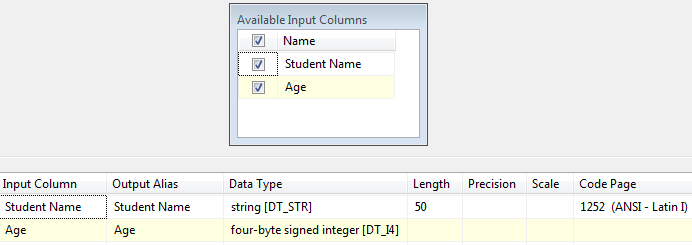 Available Input Columns
Name
Student Name
Age
Input Column Output Alias Data Type Length Precision Scale Code Page
Student Name Student Name string [DT_STR] 50 1252 (ANSI - Latin I)
Age Age four-byte signed integer [DT_I4]